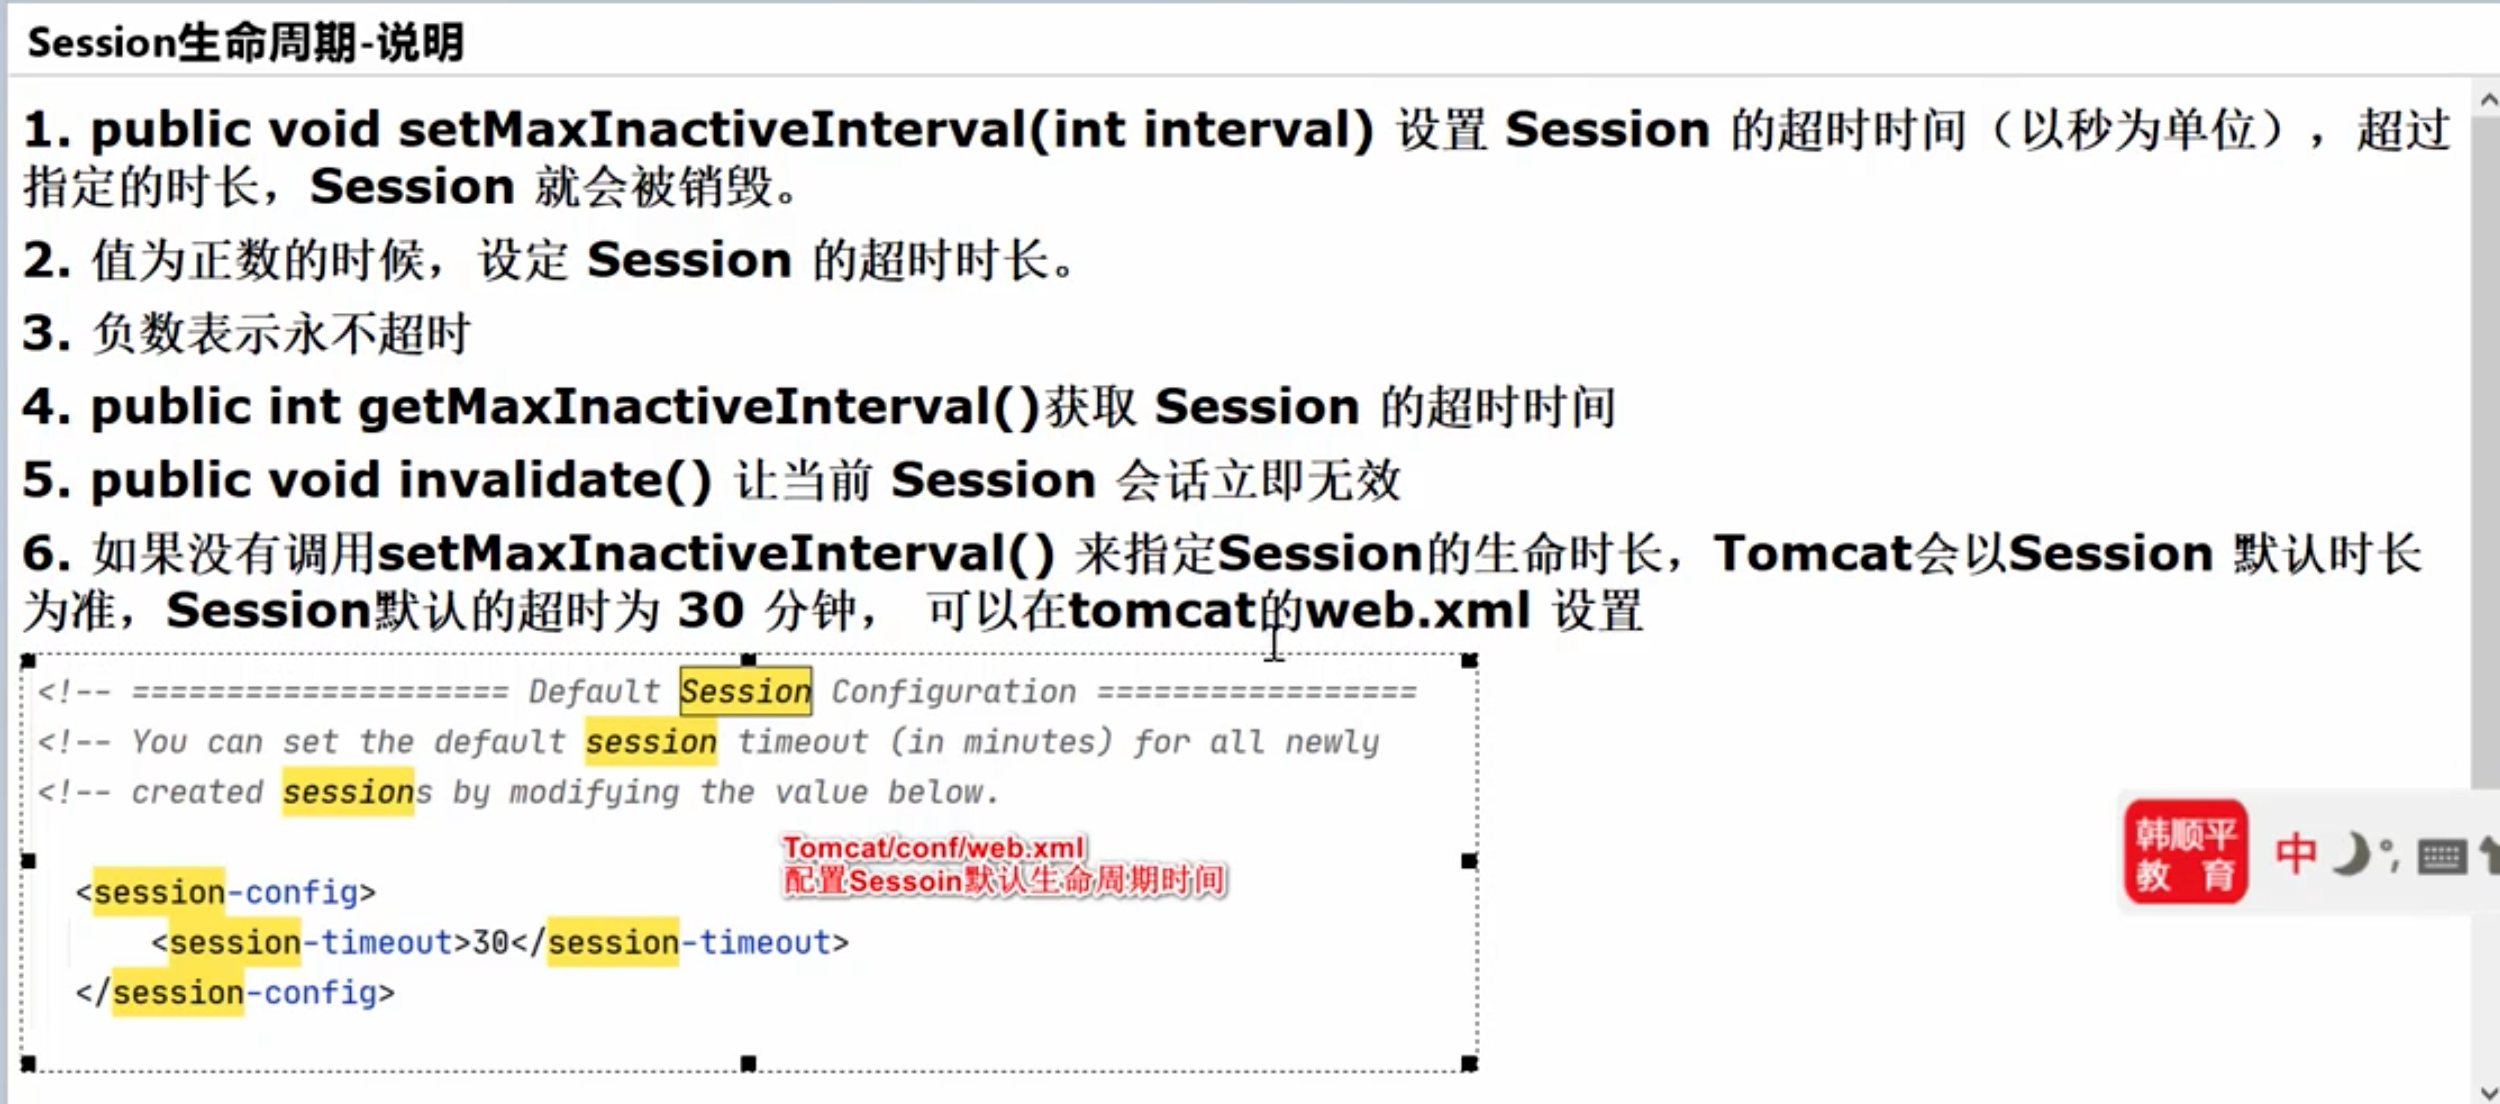 Session生命周期-说明
1. public void setMaxInactiveInterval(int interval) 设置 Session 的超时时间（以秒为单位），超过
指定的时长，Session 就会被销毁。
2. 值为正数的时候，设定 Session 的超时时长。
3. 负数表示永不超时
4. public int getMaxInactiveInterval()获取 Session 的超时时间
5. public void invalidate() 让当前 Session 会话立即无效
6. 如果没有调用setMaxInactiveInterval() 来指定Session的生命时长，Tomcat会以Session 默认时长
为准，Session默认的超时为 30 分钟， 可以在tomcat的web.xml 设置
<!-- ==================== Default Session Configuration =================
<!-- You can set the default session timeout (in minutes) for all newly
<!-- created sessions by modifying the value below.
Tomcat/conf/web.xml
配置Sessoin默认生命周期时间
<session-config>
<session-timeout>30</session-timeout>
</session-config>
韩顺平
教 育
中